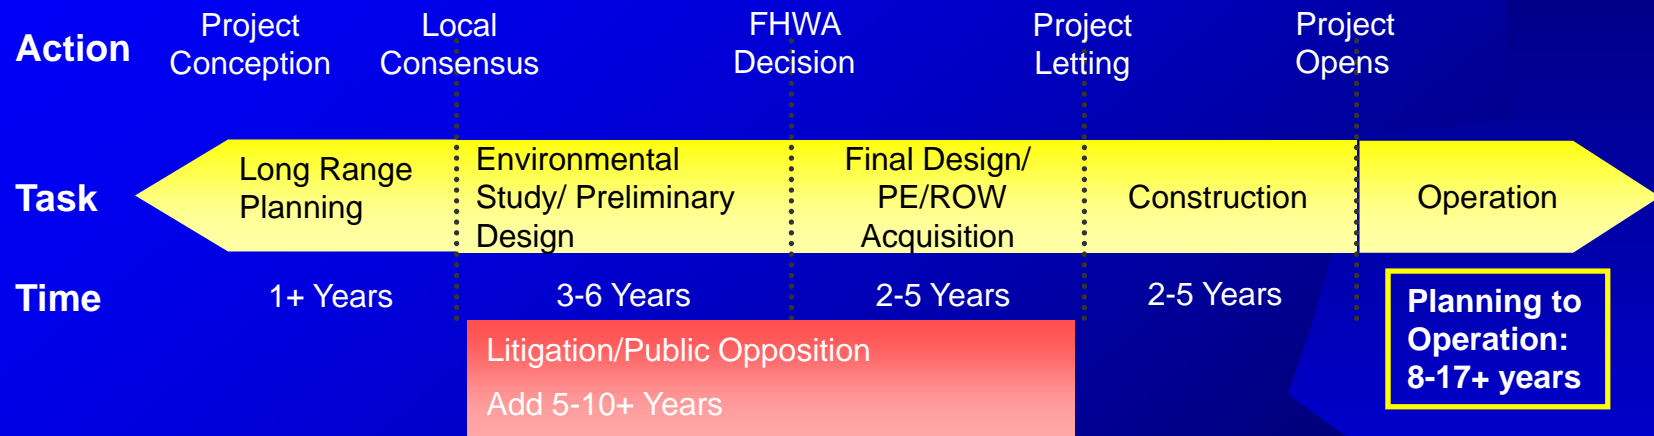 Action
Project
Conception
Local
Consensus
FHWA
Decision
Project
Letting
Project
Opens
Task
Long Range
Planning
Environmental
Study/ Preliminary
Design
Final Design/
PE/ROW
Acquisition
Construction
Operation
Time
1+ Years
3-6 Years
2-5 Years
2-5 Years
Planning to
Operation:
8-17+ years
Litigation/Public Opposition
Add 5-10+ Years